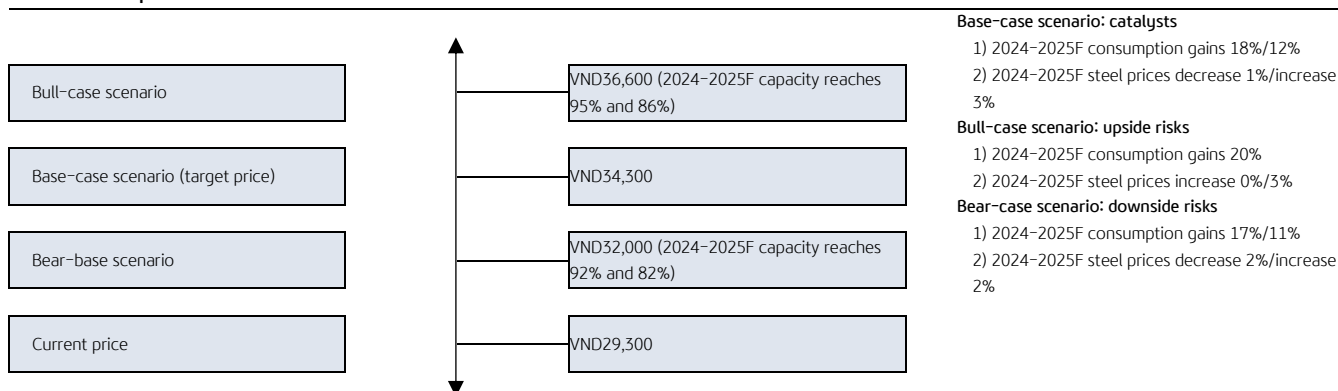 Bull-case scenario
VND36,600 (2024-2025F capacity reaches
95% and 86%)
Base-case scenario (target price)
VND34,300
Bear-base scenario
VND32,000 (2024-2025F capacity reaches
92% and 82%)
Current price
VND29,300
Base-case scenario: catalysts
1) 2024-2025F consumption gains 18%/12%
2) 2024-2025F steel prices decrease 1%/increase
3%
Bull-case scenario: upside risks
1) 2024-2025F consumption gains 20%
2) 2024-2025F steel prices increase 0%/3%
Bear-case scenario: downside risks
1) 2024-2025F consumption gains 17%/11%
2) 2024-2025F steel prices decrease 2%/increase
2%